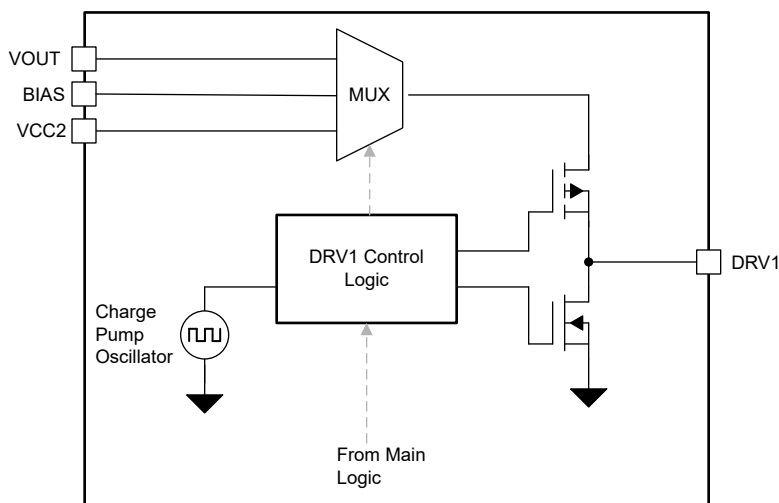 VOUT
BIAS
VCC2
MUX
DRV1 Control
Logic
DRV1
Charge
Pump
Oscillator
From Main
Logic